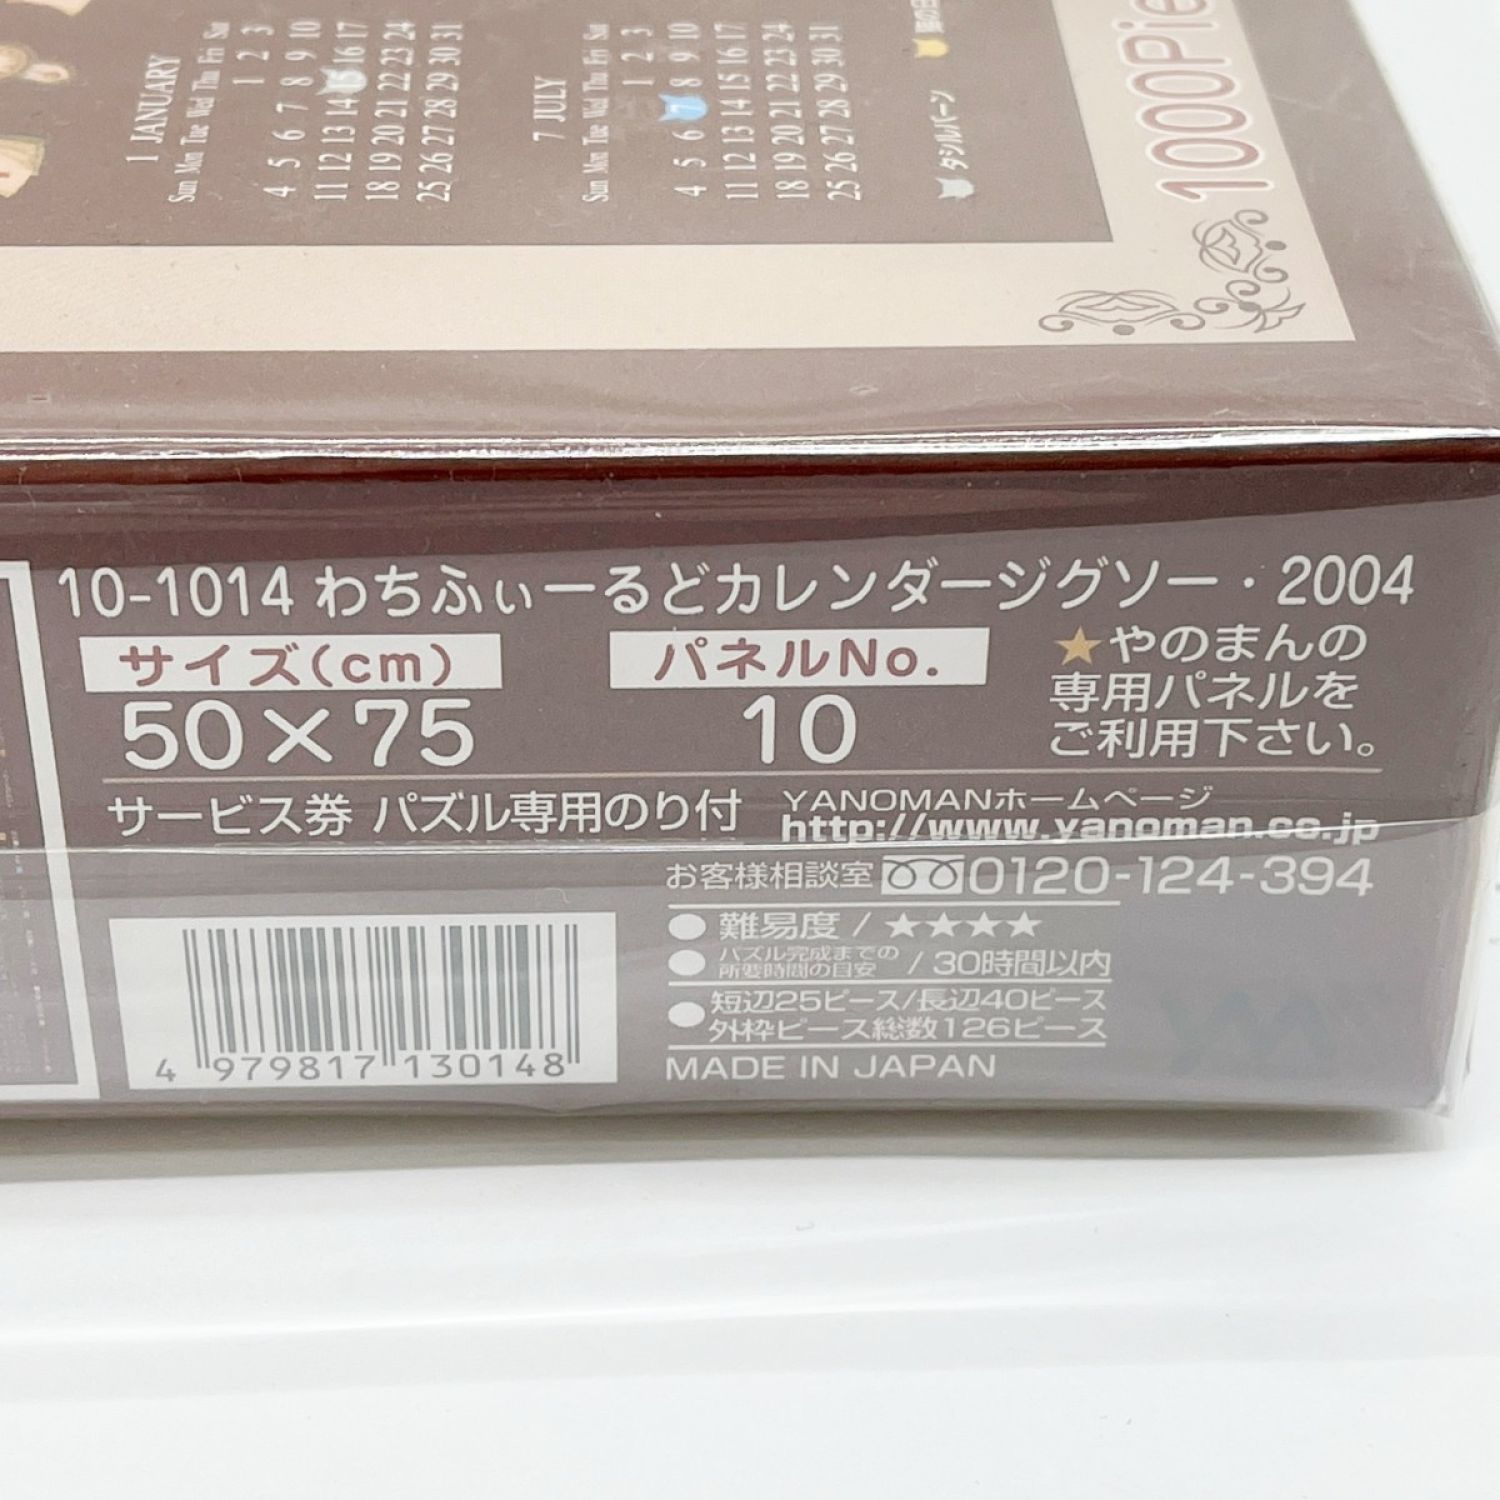 1 JANUARY
Sun Mon Tue Wed Thu Fri Sat
1 2 3
4 5 6 7 8 9 10
11 12 13 14 15 16 17
18 19 20 21 22 23 24
25 26 27 28 29 30 31
7 JULY
Sun Mon Tue Wed Thu Fri Sat
1 2 3
4 5 6 7 8 9 10
11 12 13 14 15 16 17
18 19 20 21 22 23 24
25 26 27 28 29 30 31
タシルバーン
1000Pie
10-1014 わちふぃーるどカレンダージグソー・2004
サイズ(cm)
50×75
パネルNo.
10
★やのまんの
専用パネルを
ご利用下さい。
サービス券 パズル専用のり付
YANOMANホームページ
http://www.yanoman.co.jp
お客様相談室 0120-124-394
●難易度/★★★★
●パズル完成までの
所要時間の目安/30時間以内
●短辺25ピース/長辺40ピース
外枠ピース総数126ピース
MADE IN JAPAN
4 979817 130148